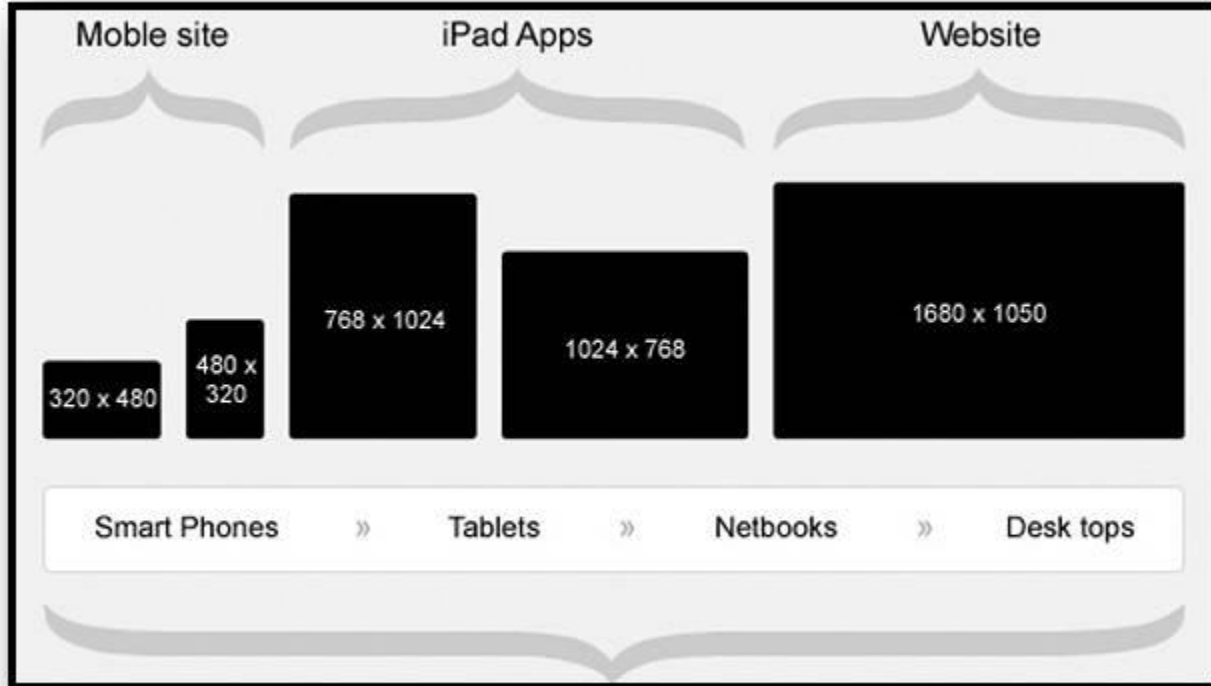 Moble site
iPad Apps
Website
320 x 480
480 x
320
768 x 1024
1024 x 768
1680 x 1050
Smart Phones » Tablets » Netbooks » Desk tops